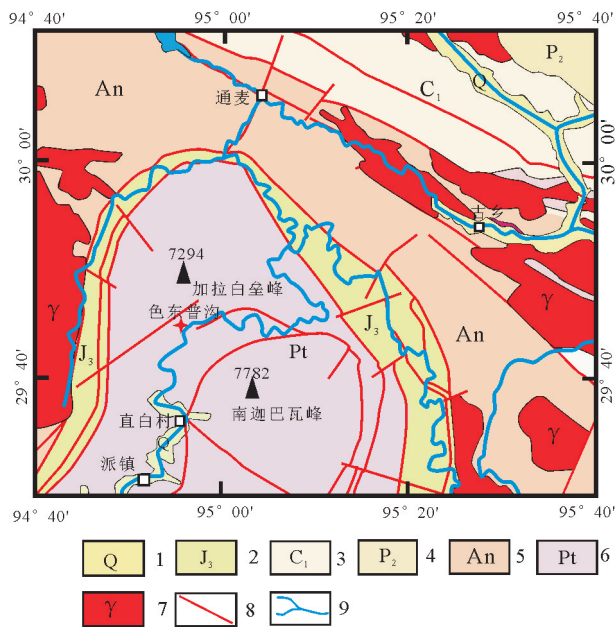 94° 40' 95° 00' 95° 20' 95° 40'
An
C₁
Q
P₂
通麦
30° 00'
30° 00'
古乡
7294
加拉白垒峰
色东普沟
γ
γ
J₃
Pt
J₃
An
29° 40'
29° 40'
7782
南迦巴瓦峰
直白村
Q
γ
派镇
94° 40' 95° 00' 95° 20' 95° 40'
Q 1 J₃ 2 C₁ 3 P₂ 4 An 5 Pt 6
γ 7 8 9